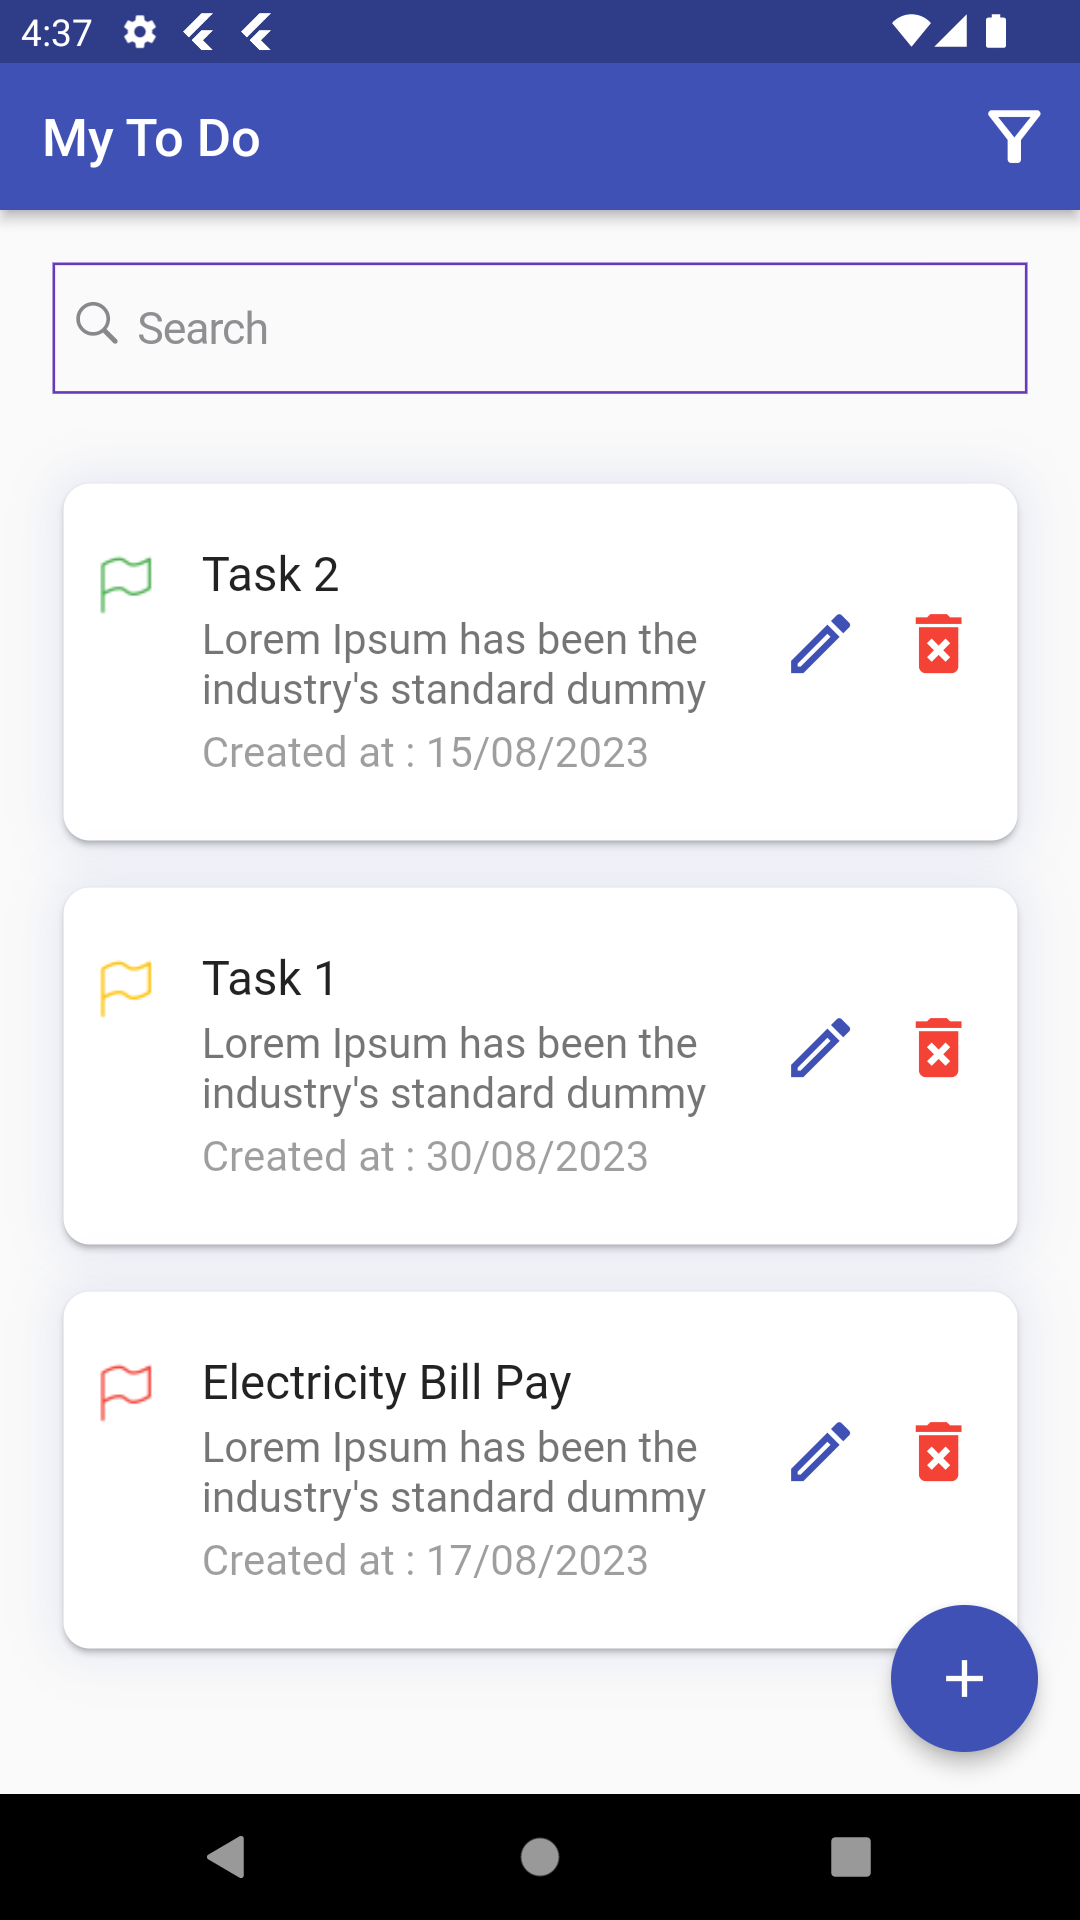 4:37
My To Do
Search
Task 2
Lorem Ipsum has been the
industry's standard dummy
Created at : 15/08/2023
Task 1
Lorem Ipsum has been the
industry's standard dummy
Created at : 30/08/2023
Electricity Bill Pay
Lorem Ipsum has been the
industry's standard dummy
Created at : 17/08/2023